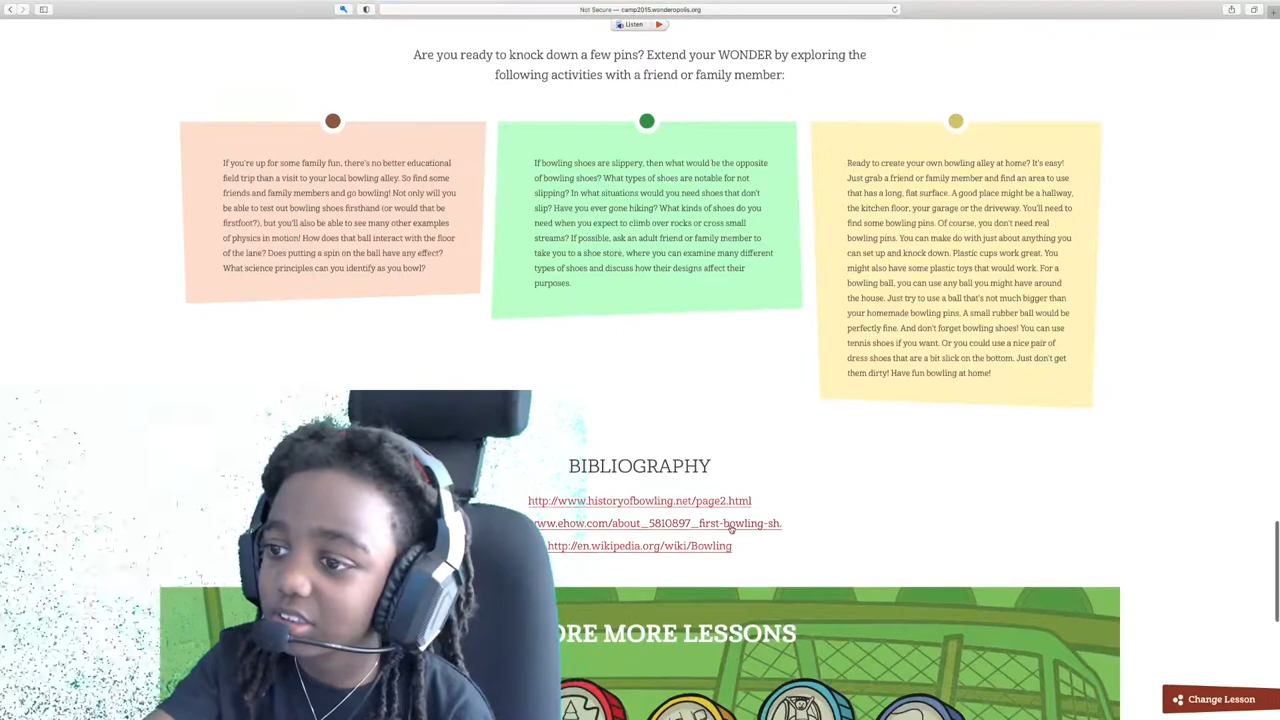 Not Secure — camp2015.wonderopolis.org
Listen
Are you ready to knock down a few pins? Extend your WONDER by exploring the
following activities with a friend or family member:
If you're up for some family fun, there's no better educational
field trip than a visit to your local bowling alley. So find some
friends and family members and go bowling! Not only will you
be able to test out bowling shoes firsthand (or would that be
firstfoot?), but you'll also be able to see many other examples
of physics in motion! How does that ball interact with the floor
of the lane? Does putting a spin on the ball have any effect?
What science principles can you identify as you bowl?
If bowling shoes are slippery, then what would be the opposite
of bowling shoes? What types of shoes are notable for not
slipping? In what situations would you need shoes that don't
slip? Have you ever gone hiking? What kinds of shoes do you
need when you expect to climb over rocks or cross small
streams? If possible, ask an adult friend or family member to
take you to a shoe store, where you can examine many different
types of shoes and discuss how their designs affect their
purposes.
Ready to create your own bowling alley at home? It's easy!
Just grab a friend or family member and find an area to use
that has a long, flat surface. A good place might be a hallway,
the kitchen floor, your garage or the driveway. You'll need to
find some bowling pins. Of course, you don't need real
bowling pins. You can make do with just about anything you
can set up and knock down. Plastic cups work great. You
might also have some plastic toys that would work. For a
bowling ball, you can use any ball you might have around
the house. Just try to use a ball that's not much bigger than
your homemade bowling pins. A small rubber ball would be
perfectly fine. And don't forget bowling shoes! You can use
tennis shoes if you want. Or you could use a nice pair of
dress shoes that are a bit slick on the bottom. Just don't get
them dirty! Have fun bowling at home!
BIBLIOGRAPHY
http://www.historyofbowling.net/page2.html
www.ehow.com/about_5810897_first-bowling-sh.
http://en.wikipedia.org/wiki/Bowling
ORE MORE LESSONS
Change Lesson